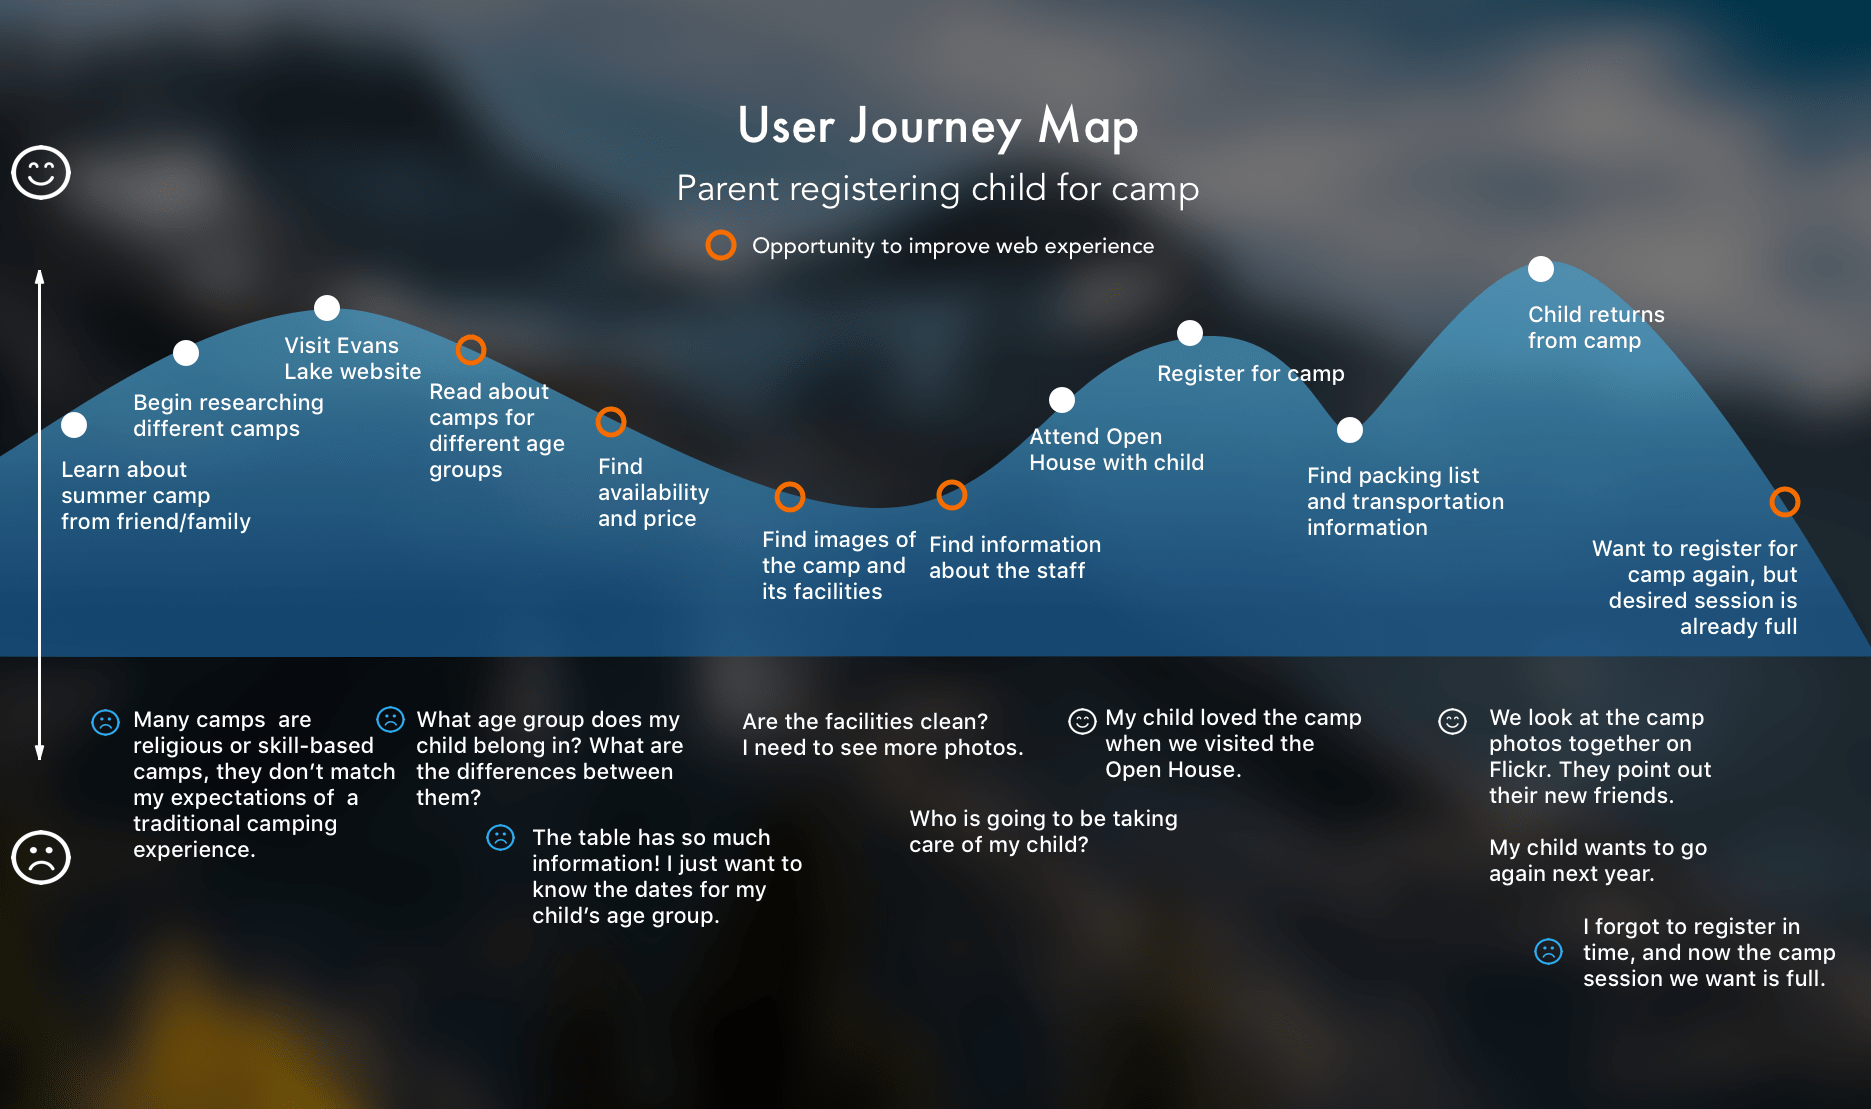 User Journey Map
Parent registering child for camp
Opportunity to improve web experience
Learn about
summer camp
from friend/family
Begin researching
different camps
Visit Evans
Lake website
Read about
camps for
different age
groups
Find
availability
and price
Find images of
the camp and
its facilities
Find information
about the staff
Attend Open
House with child
Register for camp
Find packing list
and transportation
information
Child returns
from camp
Want to register for
camp again, but
desired session is
already full
Many camps  are
religious or skill-based
camps, they don’t match
my expectations of  a
traditional camping
experience.
What age group does my
child belong in? What are
the differences between
them?
The table has so much
information! I just want to
know the dates for my
child’s age group.
Are the facilities clean?
I need to see more photos.
Who is going to be taking
care of my child?
My child loved the camp
when we visited the
Open House.
We look at the camp
photos together on
Flickr. They point out
their new friends.
My child wants to go
again next year.
I forgot to register in
time, and now the camp
session we want is full.